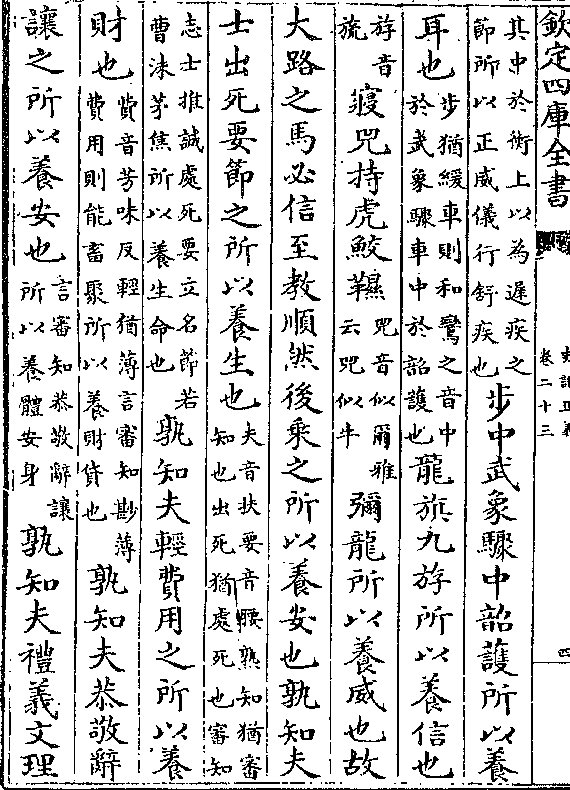 欽定四庫全書
史記正義
卷二十三
四
其中於衡上以為遲疾之
節所以正威儀行舒疾也
步中武象驟中韶頀所以養
耳也
步猶緩車則和鸞之音中
於武象驟車中於韶護也
龍旂九斿所以養信也
斿音
旒
寢兕持虎鮫韅
兕音似爾雅
云兕似牛
彌龍所以養威也故
大路之馬必信至教順然後乘之所以養安也孰知夫
士出死要節之所以養生也
夫音扶要音腰熟知猶審
知也出死猶處死也審知
志士推誠處死要立名節若
曹沬茅焦所以養生命也
孰知夫輕費用之所以養
財也
費音芳味反輕猶薄言審知尠薄
費用則能畜聚所以養財貨也
孰知夫恭敬辭
讓之所以養安也
言審知恭敬辭讓
所以養體安身
孰知夫禮義文理